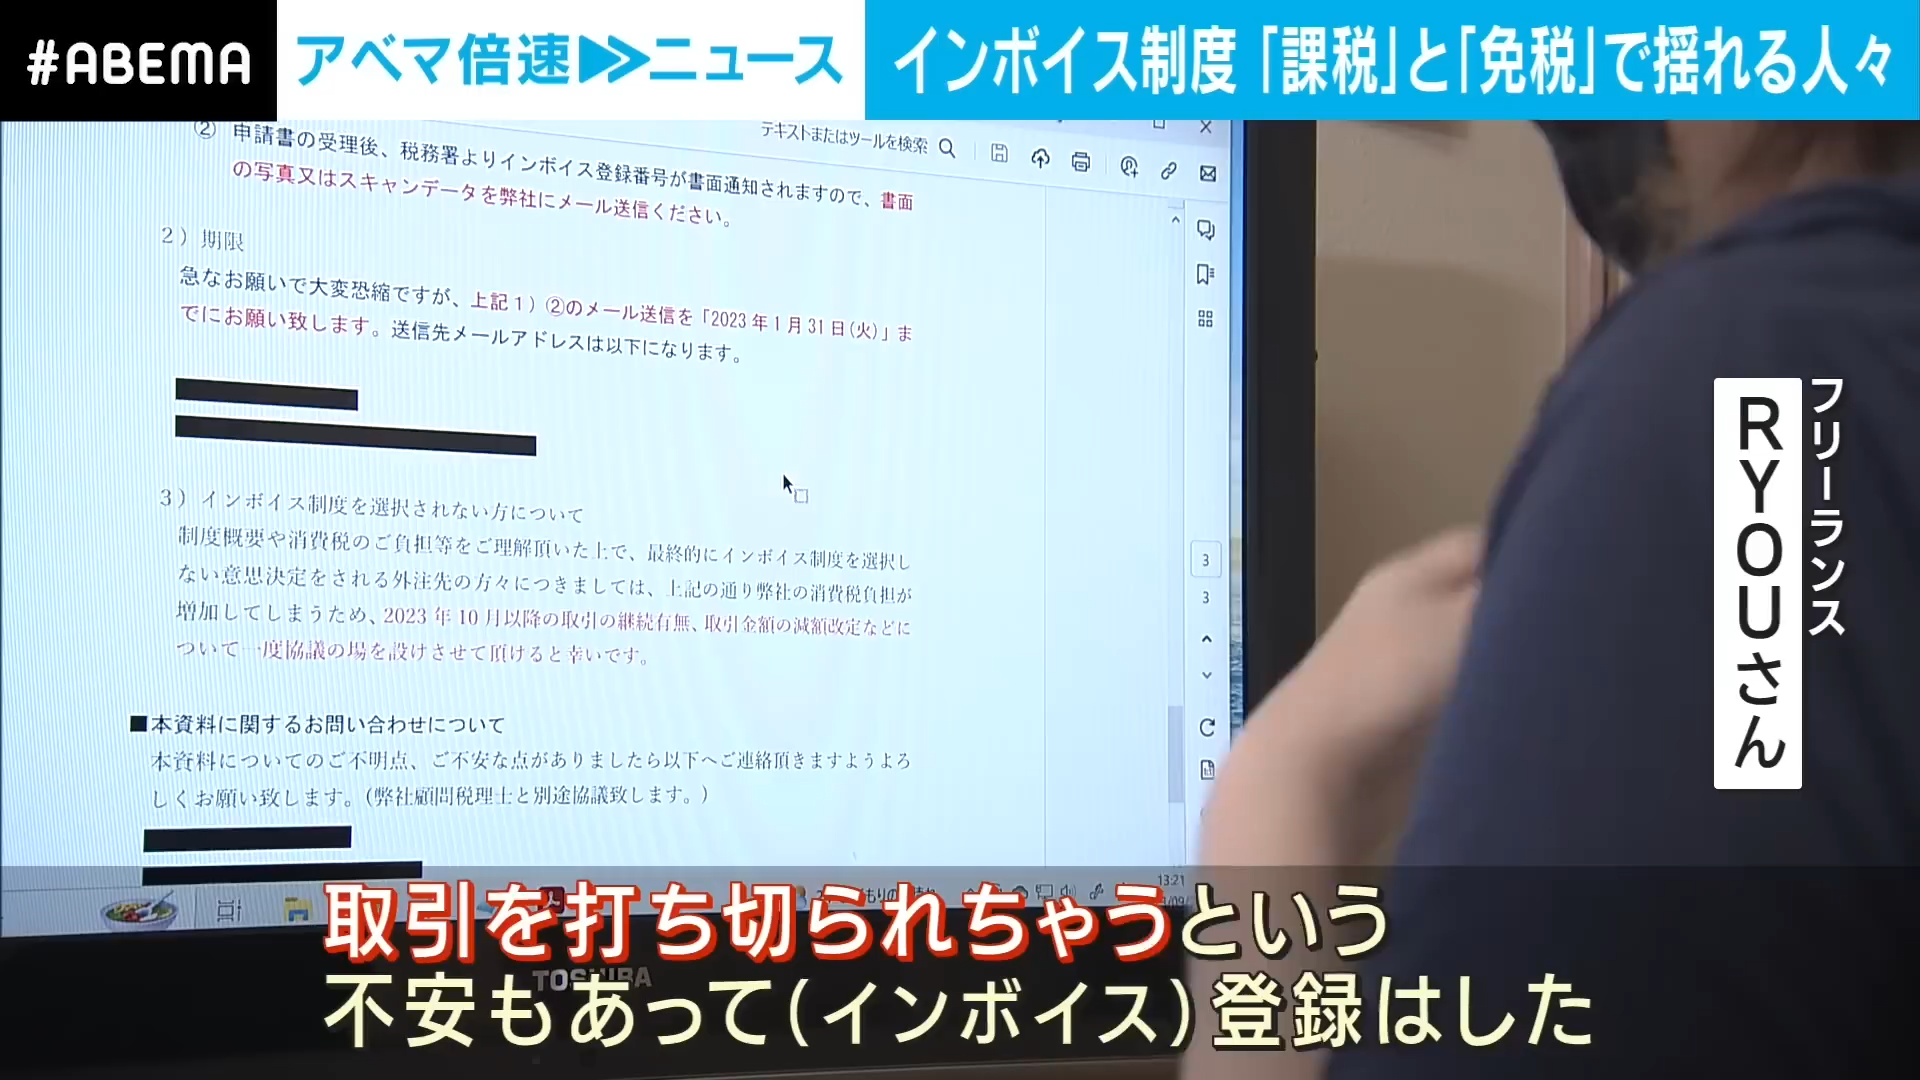 #ABEMA
アベマ倍速ニュース
インボイス制度「課税」と「免税」で揺れる人々
テキストまたはツールを検索
② 申請書の受理後、税務署よりインボイス登録番号が書面通知されますので、書面
の写真又はスキャンデータを弊社にメール送信ください。
2）期限
急なお願いで大変恐縮ですが、上記1）②のメール送信を「2023年1月31日(火)」ま
でにお願い致します。送信先メールアドレスは以下になります。
3）インボイス制度を選択されない方について
制度概要や消費税のご負担等をご理解頂いた上で、最終的にインボイス制度を選択し
ない意思決定をされる外注先の方々につきましては、上記の通り弊社の消費税負担が
増加してしまうため、2023年10月以降の取引の継続有無、取引金額の減額改定などに
ついて一度協議の場を設けさせて頂けると幸いです。
■本資料に関するお問い合わせについて
本資料についてのご不明点、ご不安な点がありましたら以下へご連絡頂きますようよろ
しくお願い致します。(弊社顧問税理士と別途協議致します。)
3
3
13:21
フリーランス
RYOUさん
TOSHIBA
取引を打ち切られちゃうという
不安もあって(インボイス)登録はした